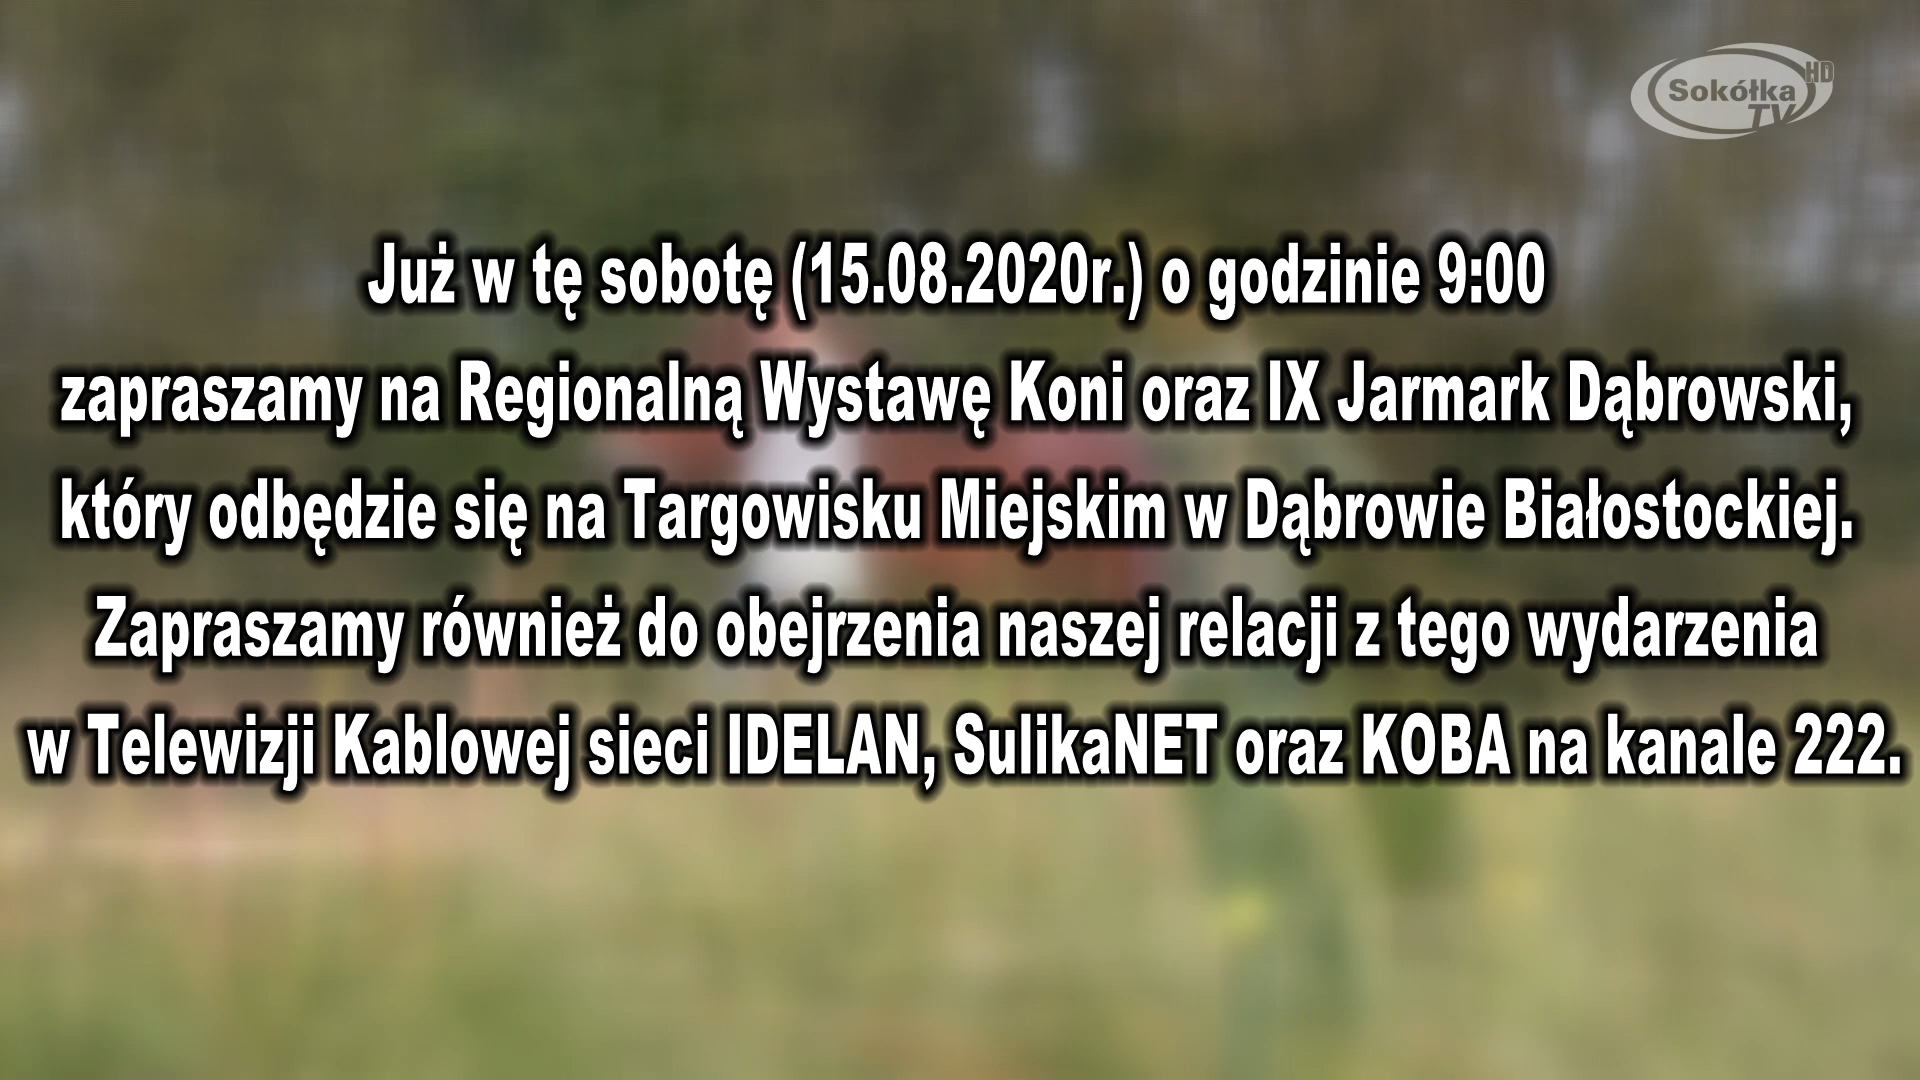 Sokółka HD
TV
Już w tę sobotę (15.08.2020r.) o godzinie 9:00
zapraszamy na Regionalną Wystawę Koni oraz IX Jarmark Dąbrowski,
który odbędzie się na Targowisku Miejskim w Dąbrowie Białostockiej.
Zapraszamy również do obejrzenia naszej relacji z tego wydarzenia
w Telewizji Kablowej sieci IDELAN, SulikaNET oraz KOBA na kanale 222.